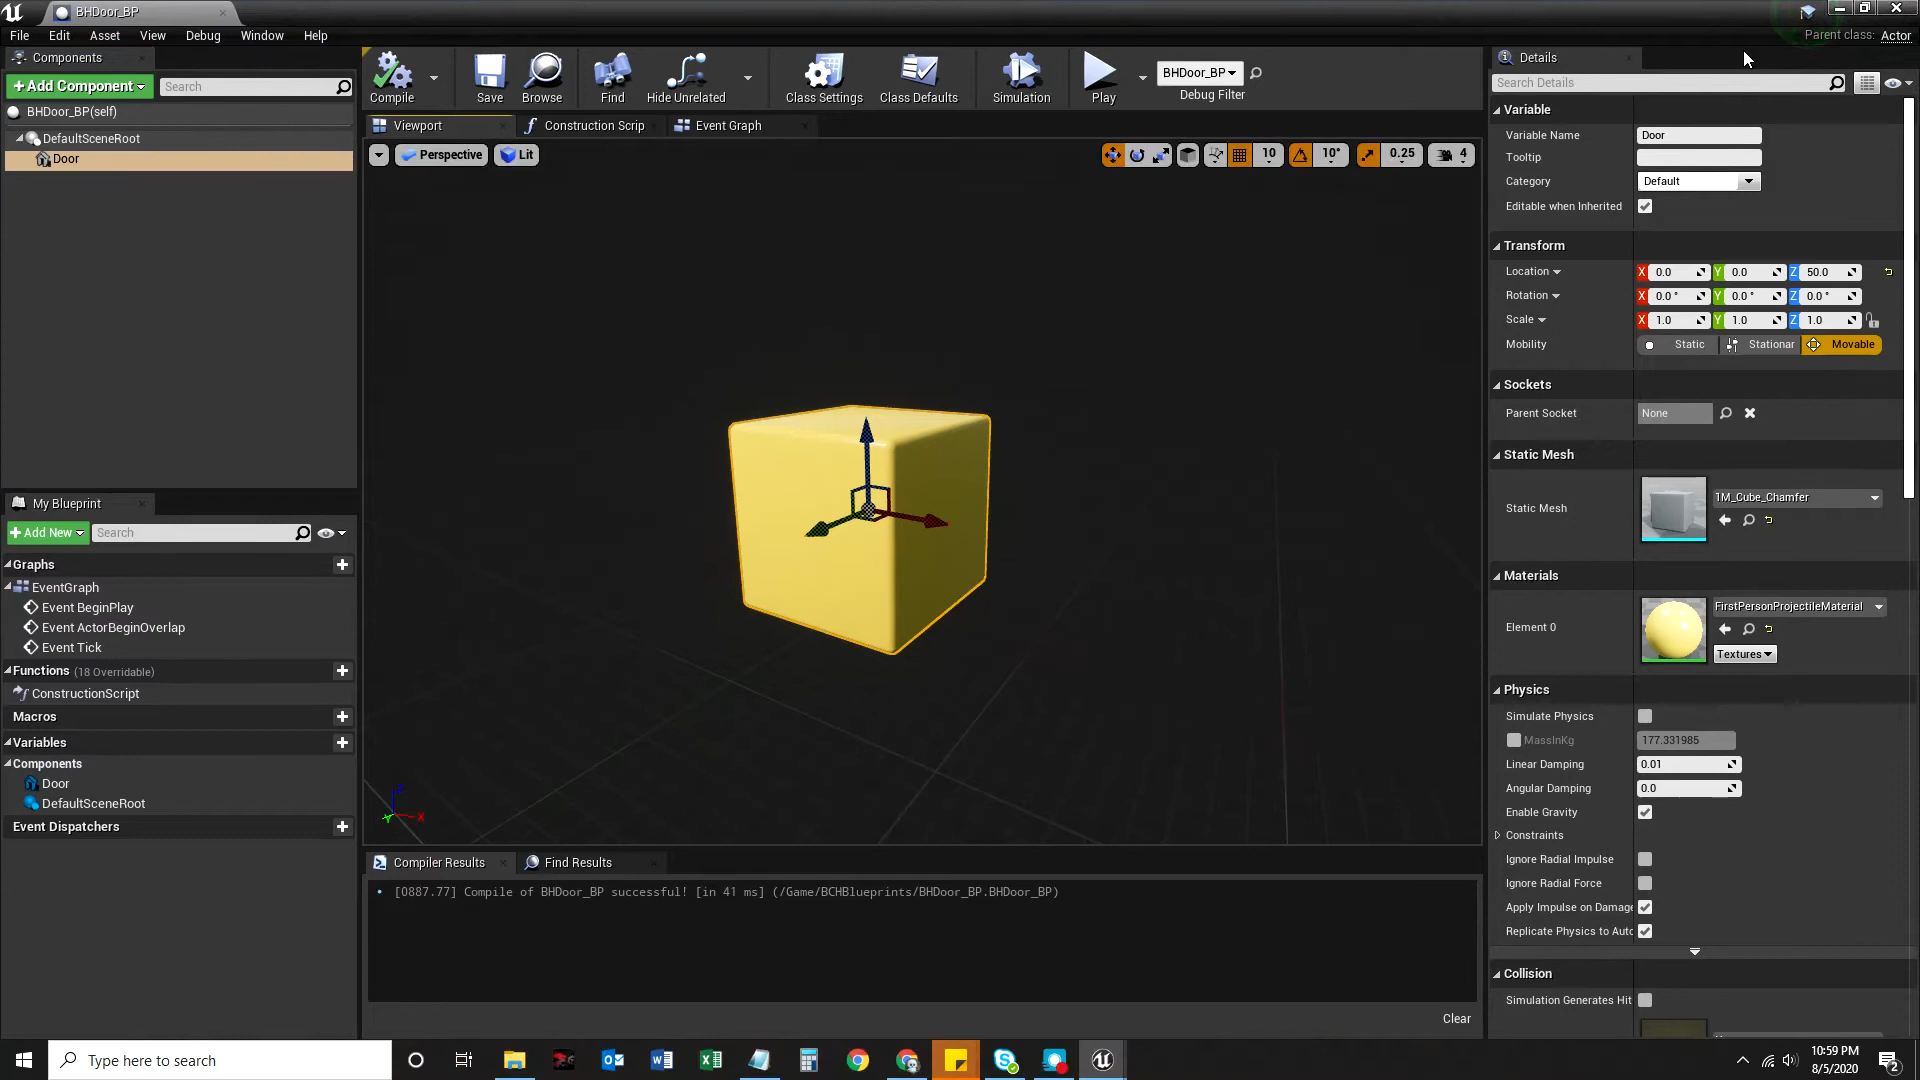 BHDoor_BP
File Edit Asset View Debug Window Help
Parent class: Actor
Components
+Add Component
Search
BHDoor_BP(self)
DefaultSceneRoot
Door
Compile
Save
Browse
Find
Hide Unrelated
Class Settings
Class Defaults
Simulation
Play
BHDoor_BP
Debug Filter
Viewport
Construction Scrip
Event Graph
Perspective
Lit
10
10°
0.25
4
My Blueprint
+Add New
Search
Graphs
EventGraph
Event BeginPlay
Event ActorBeginOverlap
Event Tick
Functions (18 Overridable)
ConstructionScript
Macros
Variables
Components
Door
DefaultSceneRoot
Event Dispatchers
Z
Y
X
Compiler Results
Find Results
[0887.77] Compile of BHDoor_BP successful! [in 41 ms] (/Game/BCHBlueprints/BHDoor_BP.BHDoor_BP)
Clear
Details
Search Details
Variable
Variable Name Door
Tooltip
Category Default
Editable when Inherited
Transform
Location X 0.0 Y 0.0 Z 50.0
Rotation X 0.0 ° Y 0.0 ° Z 0.0 °
Scale X 1.0 Y 1.0 Z 1.0
Mobility Static Stationar Movable
Sockets
Parent Socket None
Static Mesh
Static Mesh 1M_Cube_Chamfer
Materials
Element 0 FirstPersonProjectileMaterial
Textures
Physics
Simulate Physics
MassInKg 177.331985
Linear Damping 0.01
Angular Damping 0.0
Enable Gravity
Constraints
Ignore Radial Impulse
Ignore Radial Force
Apply Impulse on Damage
Replicate Physics to Auto
Collision
Simulation Generates Hit
Type here to search
10:59 PM
8/5/2020
2